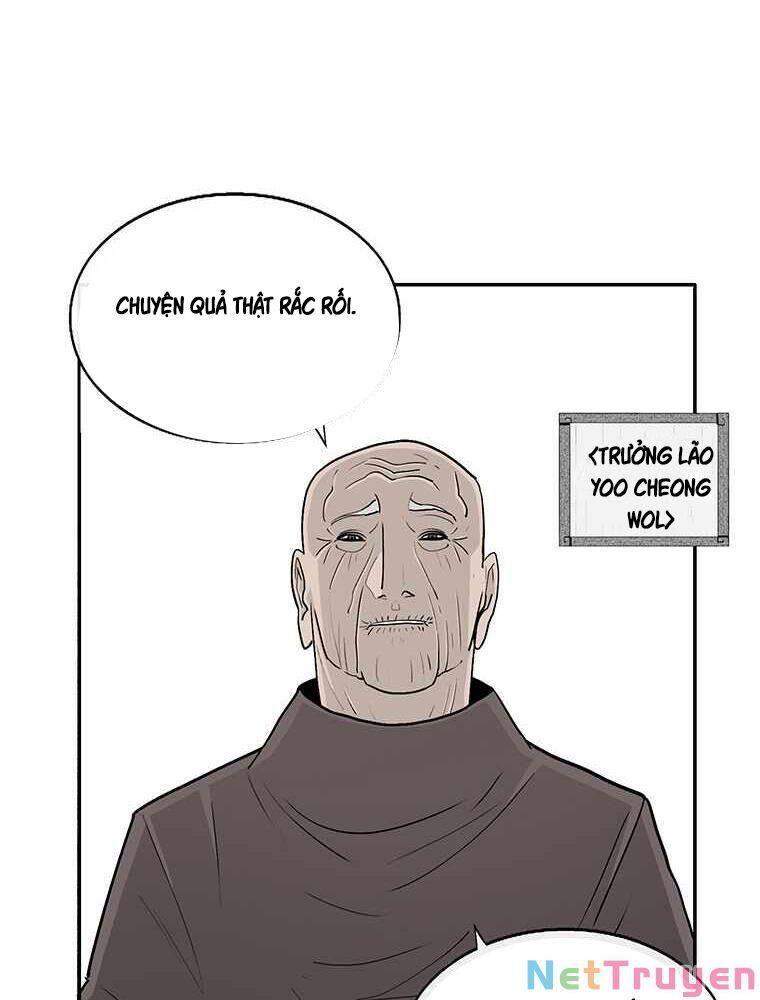 CHUYỆN QUẢ THẬT RẮC RỐI.
<TRƯỞNG LÃO
YOO CHEONG
WOL>
NetTruyen